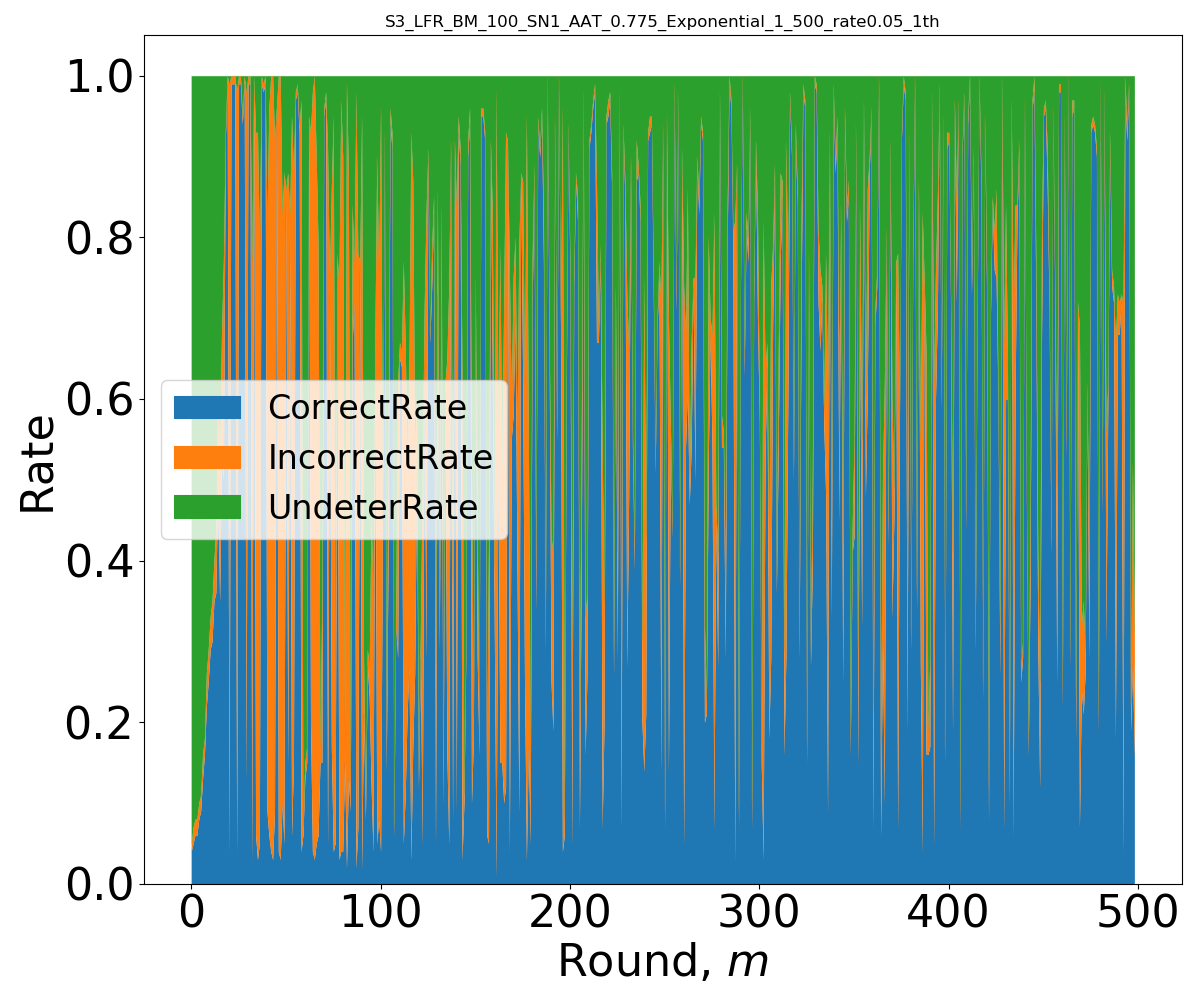 S3_LFR_BM_100_SN1_AAT_0.775_Exponential_1_500_rate0.05_1th
1.0
0.8
0.6
0.4
0.2
0.0
Rate
CorrectRate
IncorrectRate
UndeterRate
0 100 200 300 400 500
Round, m